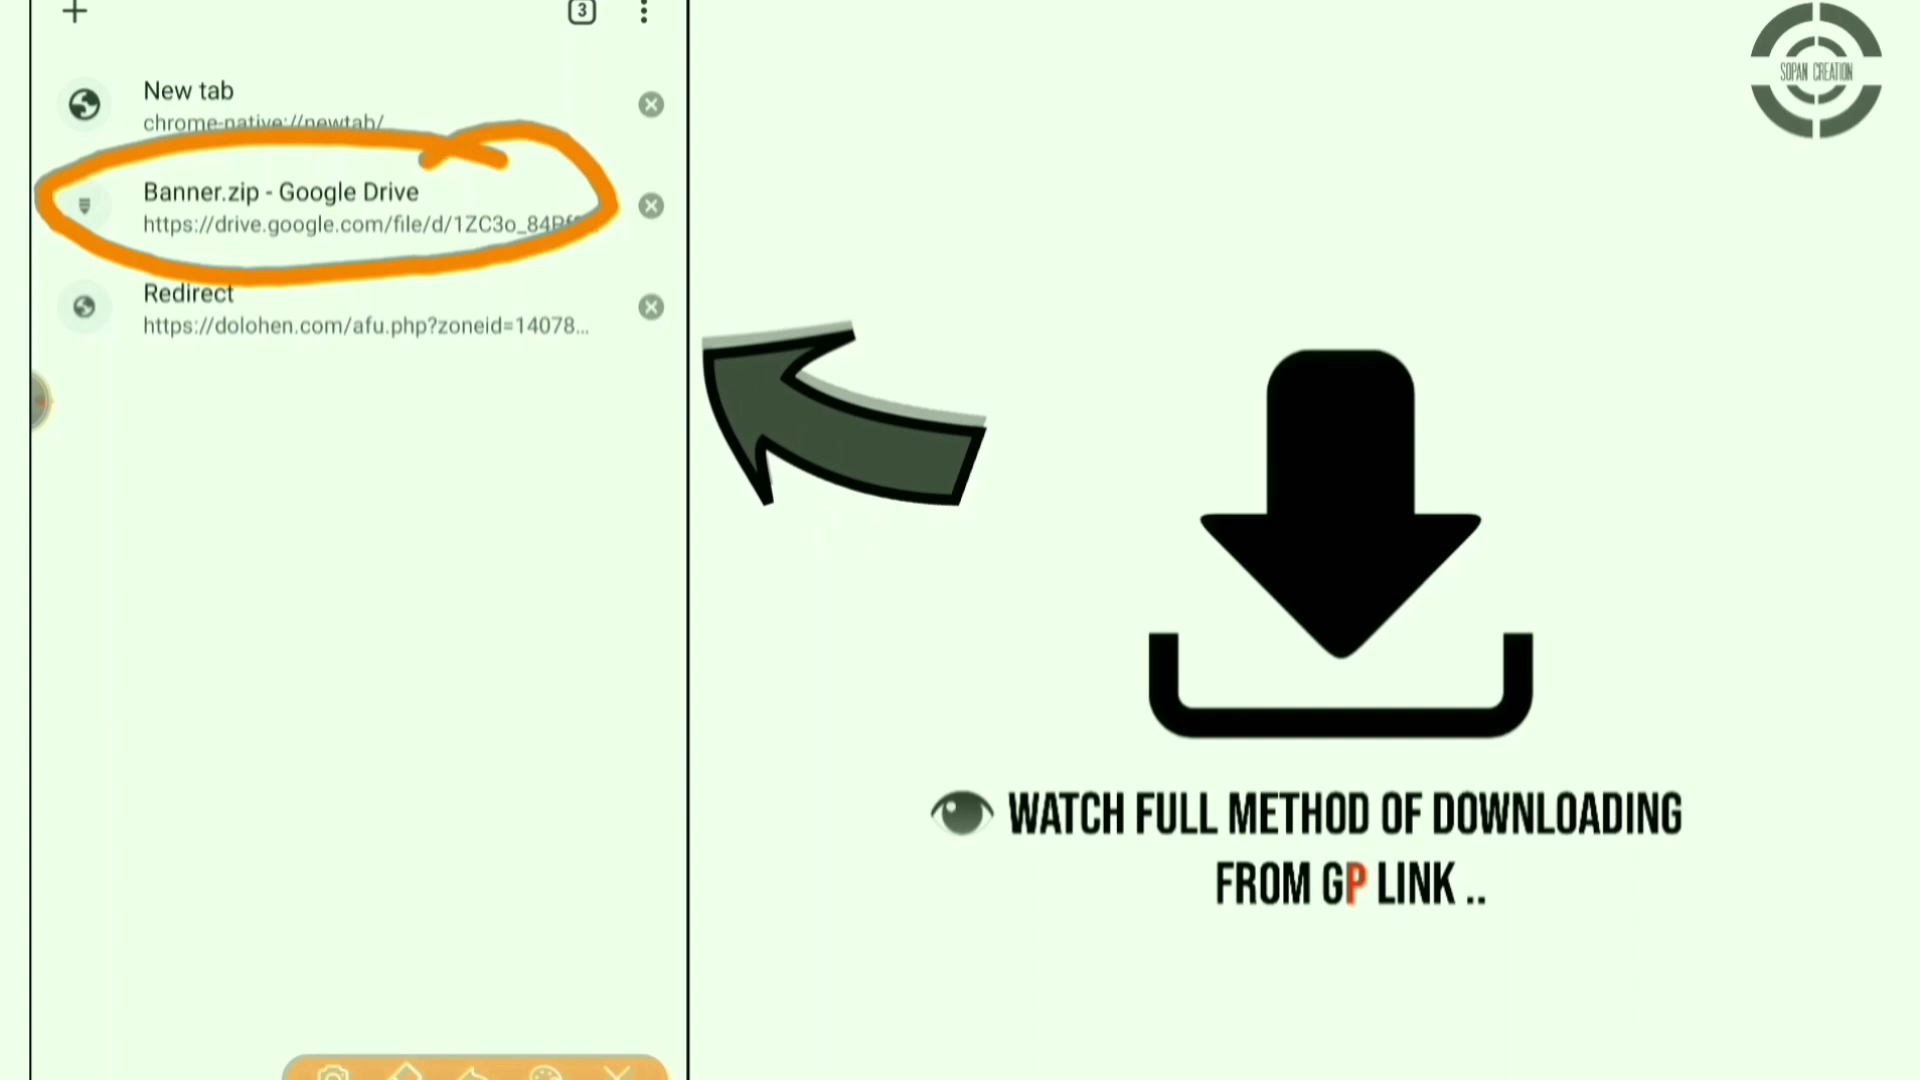 3
SOPAN CREATION
New tab
chrome-native://newtab/
Banner.zip - Google Drive
https://drive.google.com/file/d/1ZC3o_84
Redirect
https://dolohen.com/afu.php?zoneid=14078...
WATCH FULL METHOD OF DOWNLOADING
FROM GP LINK ..